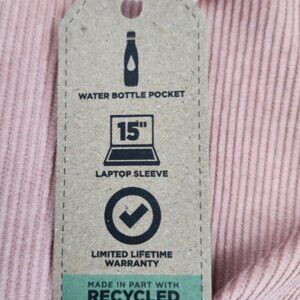 WATER BOTTLE POCKET
15"
LAPTOP SLEEVE
LIMITED LIFETIME
WARRANTY
MADE IN PART WITH
RECYCLED